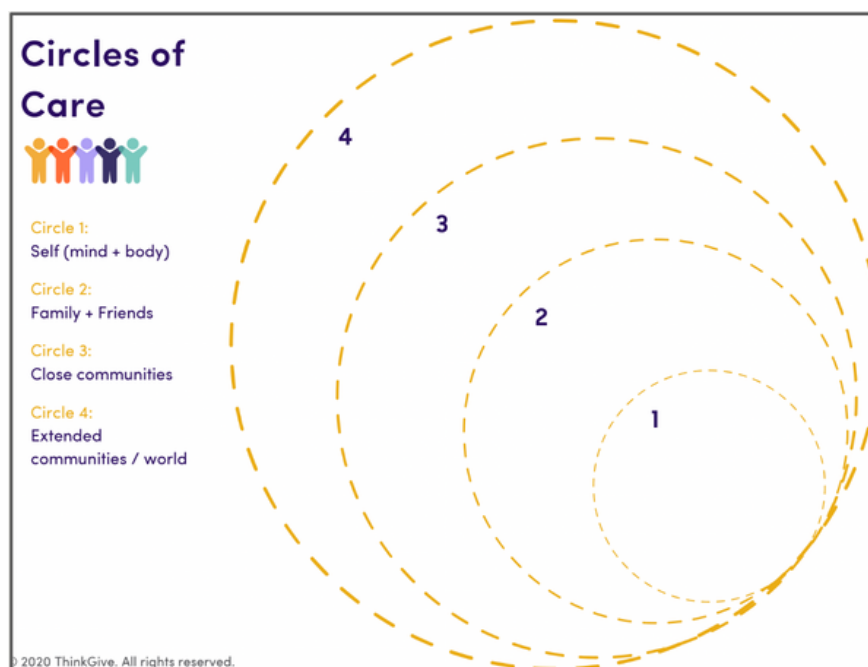 Circles of
Care
Circle 1:
Self (mind + body)
Circle 2:
Family + Friends
Circle 3:
Close communities
Circle 4:
Extended
communities / world
4
3
2
1
© 2020 ThinkGive. All rights reserved.